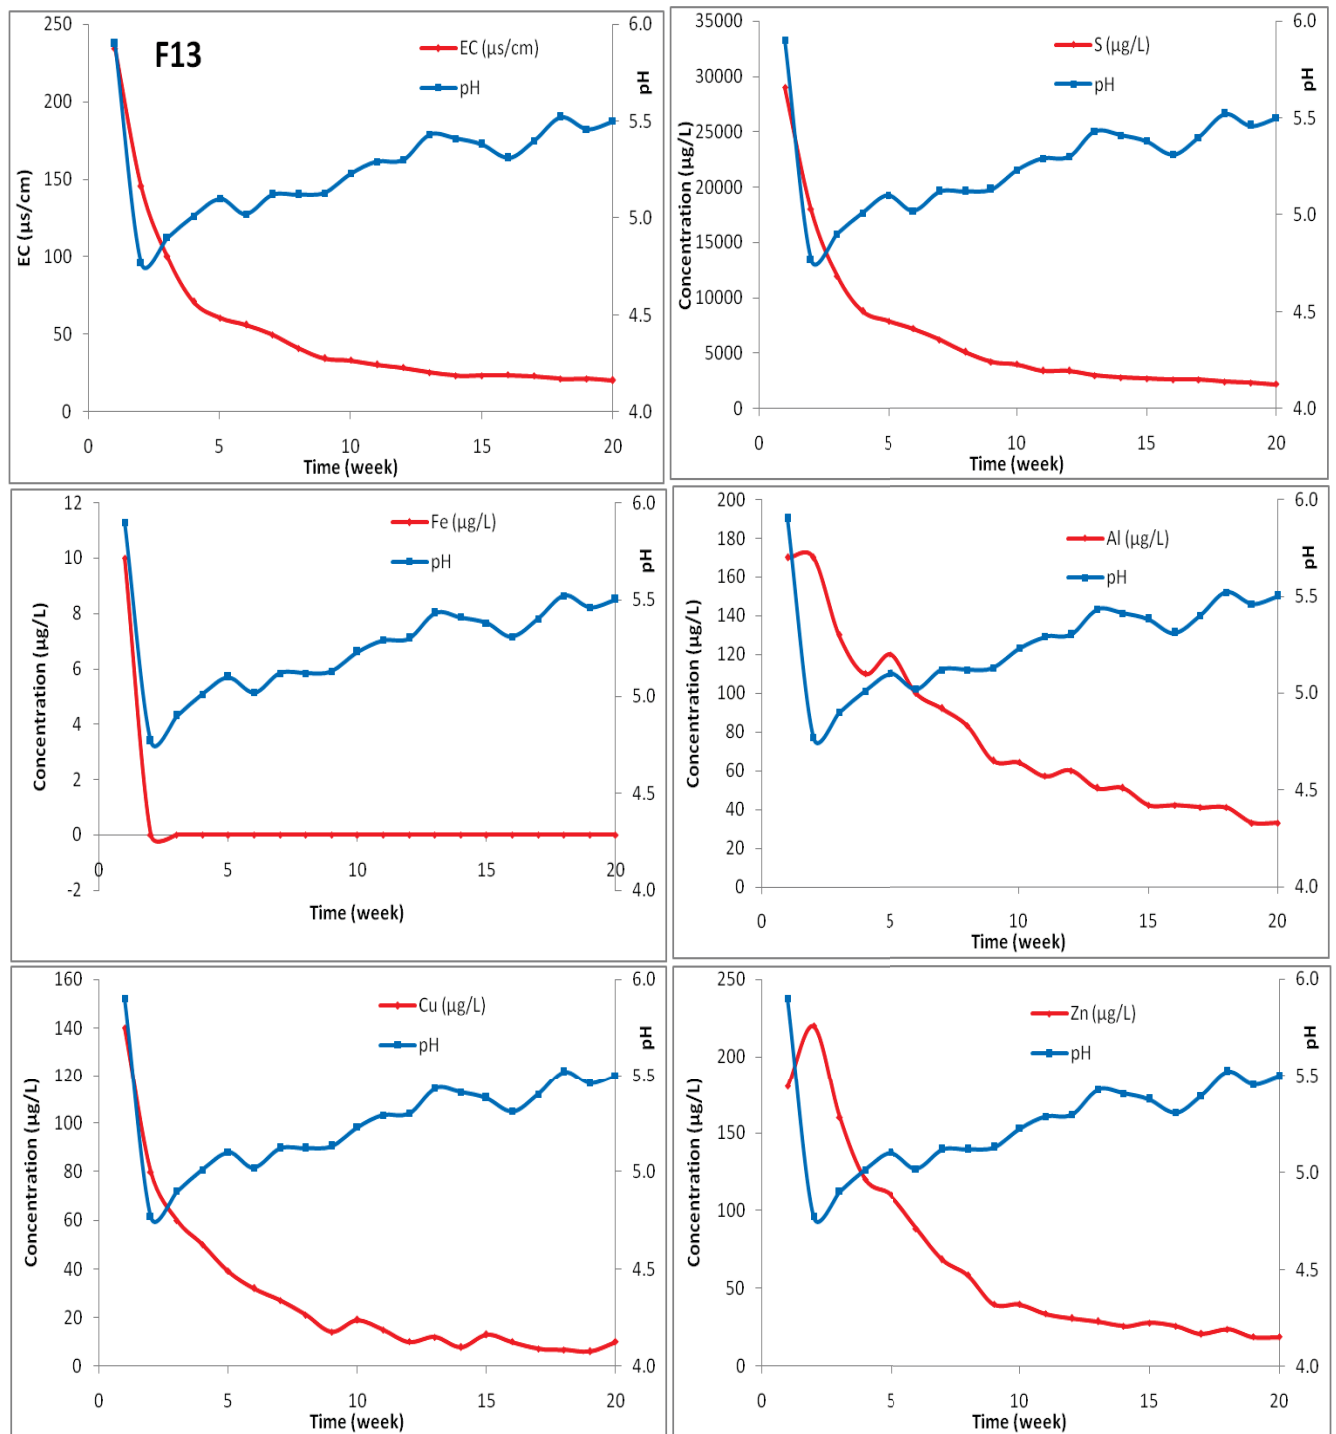 F13
EC (µs/cm)
pH
250
200
150
100
50
0
EC (µs/cm)
6.0
5.5
5.0
4.5
4.0
pH
0 5 10 15 20
Time (week)
S (µg/L)
pH
35000
30000
25000
20000
15000
10000
5000
0
Concentration (µg/L)
6.0
5.5
5.0
4.5
4.0
pH
0 5 10 15 20
Time (week)
Fe (µg/L)
pH
12
10
8
6
4
2
0
-2
Concentration (µg/L)
6.0
5.5
5.0
4.5
4.0
pH
0 5 10 15 20
Time (week)
Al (µg/L)
pH
200
180
160
140
120
100
80
60
40
20
0
Concentration (µg/L)
6.0
5.5
5.0
4.5
4.0
pH
0 5 10 15 20
Time (week)
Cu (µg/L)
pH
160
140
120
100
80
60
40
20
0
Concentration (µg/L)
6.0
5.5
5.0
4.5
4.0
pH
0 5 10 15 20
Time (week)
Zn (µg/L)
pH
250
200
150
100
50
0
Concentration (µg/L)
6.0
5.5
5.0
4.5
4.0
pH
0 5 10 15 20
Time (week)